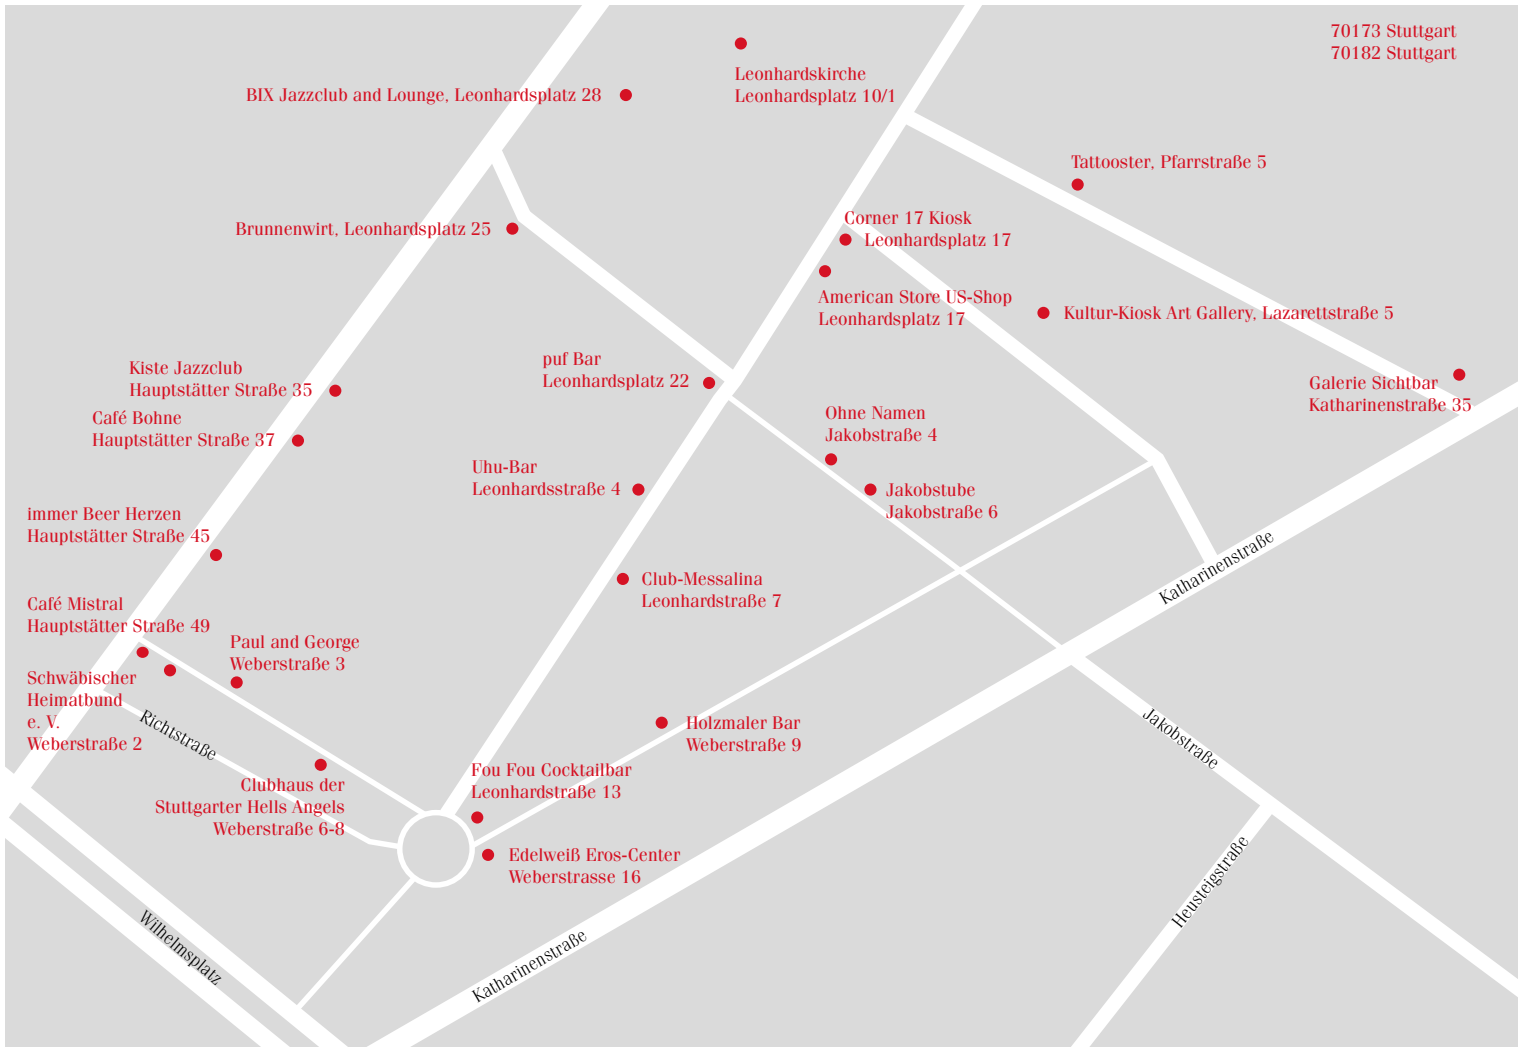 70173 Stuttgart
70182 Stuttgart
Leonhardskirche
Leonhardsplatz 10/1
BIX Jazzclub and Lounge, Leonhardsplatz 28
Tattooster, Pfarrstraße 5
Corner 17 Kiosk
Leonhardsplatz 17
Brunnenwirt, Leonhardsplatz 25
American Store US-Shop
Leonhardsplatz 17
Kultur-Kiosk Art Gallery, Lazarettstraße 5
Kiste Jazzclub
Hauptstätter Straße 35
puf Bar
Leonhardsplatz 22
Galerie Sichtbar
Katharinenstraße 35
Café Bohne
Hauptstätter Straße 37
Ohne Namen
Jakobstraße 4
Uhu-Bar
Leonhardsstraße 4
Jakobstube
Jakobstraße 6
immer Beer Herzen
Hauptstätter Straße 45
Katharinenstraße
Club-Messalina
Leonhardstraße 7
Café Mistral
Hauptstätter Straße 49
Paul and George
Weberstraße 3
Schwäbischer
Heimatbund
e. V.
Weberstraße 2
Richtstraße
Holzmaler Bar
Weberstraße 9
Jakobstraße
Fou Fou Cocktailbar
Leonhardstraße 13
Clubhaus der
Stuttgarter Hells Angels
Weberstraße 6-8
Edelweiß Eros-Center
Weberstrasse 16
Heusteigstraße
Wilhelmsplatz
Katharinenstraße